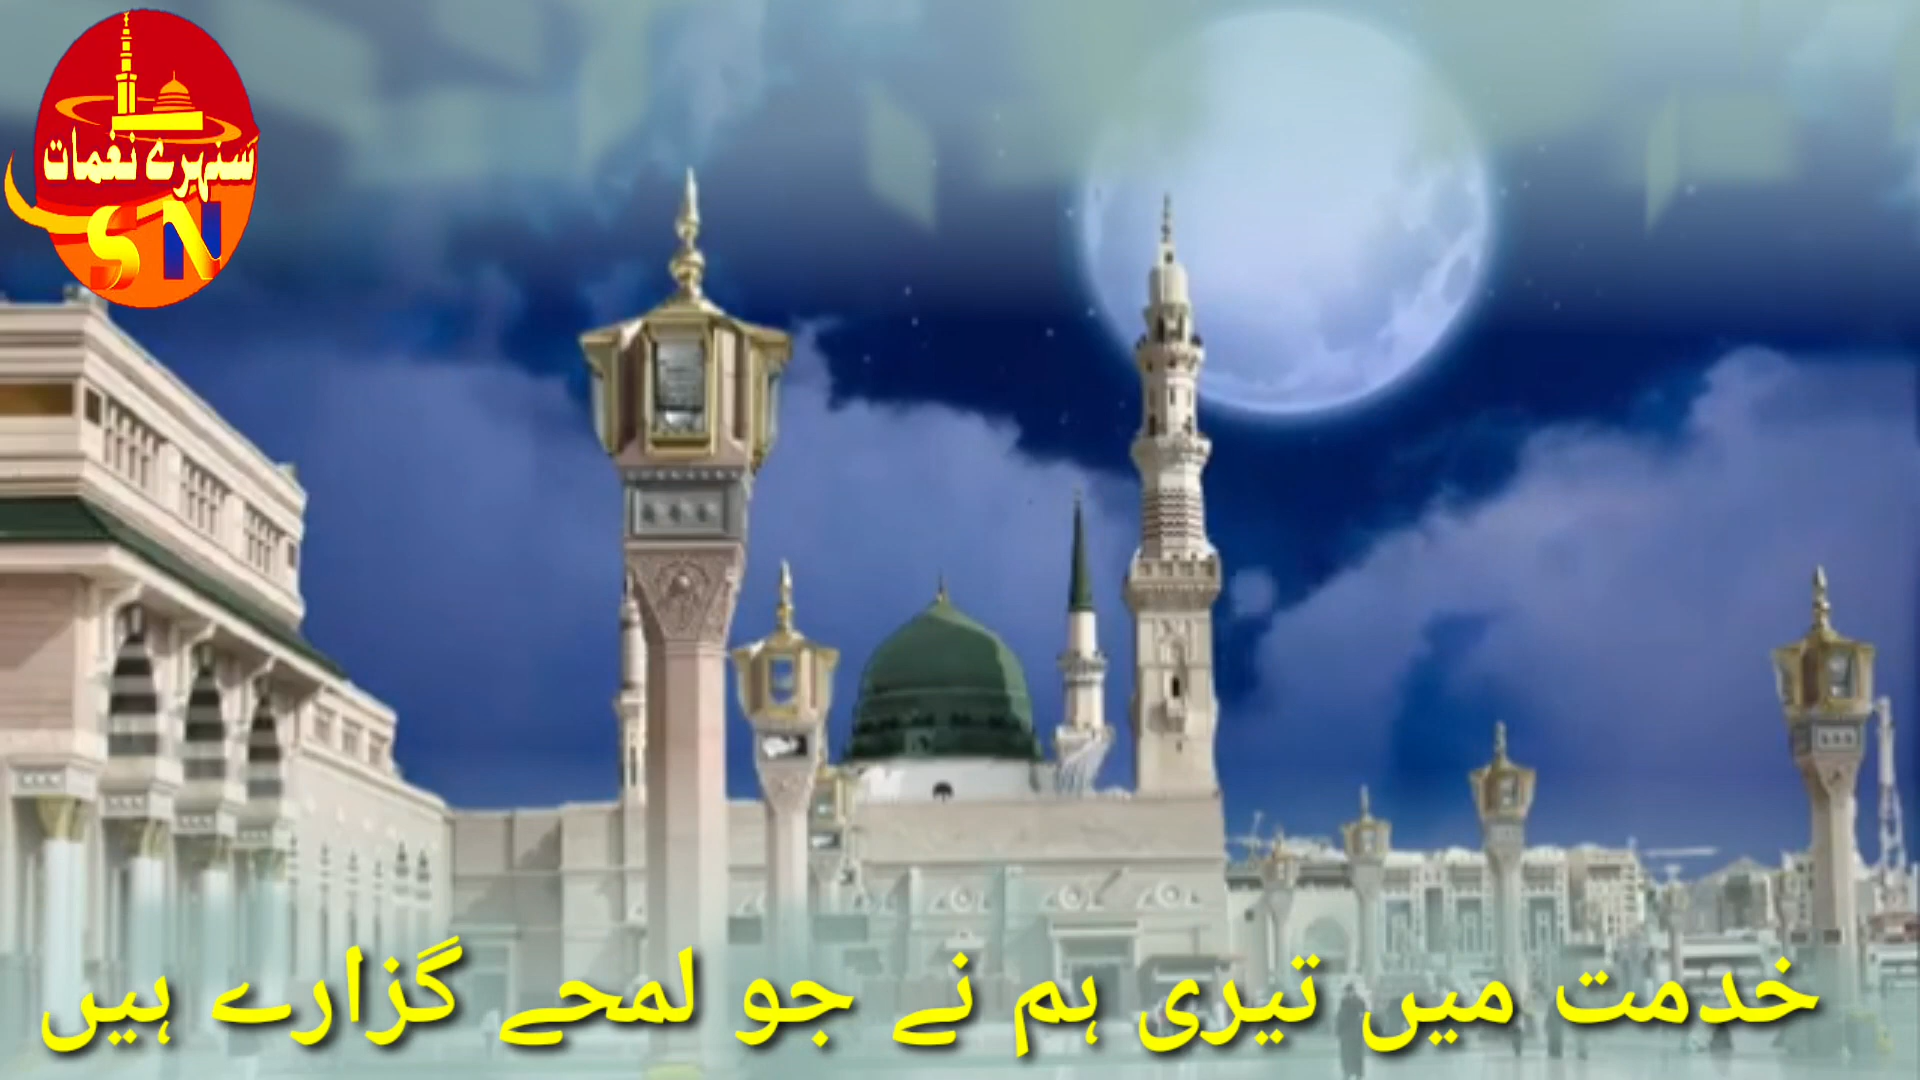 سنہرے نغمات
SN
خدمت میں تیری ہم نے جو لمحے گزارے ہیں